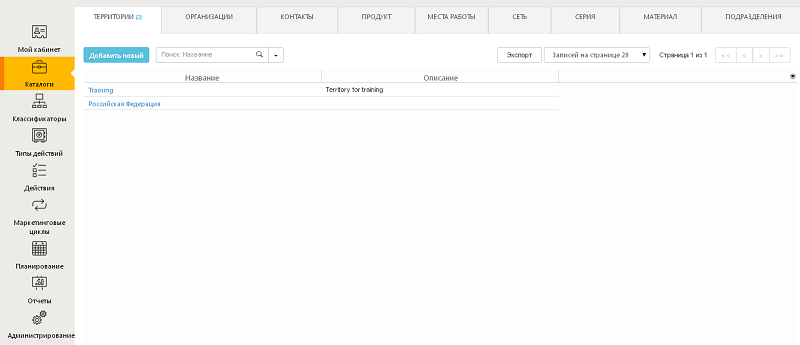 ТЕРРИТОРИИ (2)
ОРГАНИЗАЦИИ
КОНТАКТЫ
ПРОДУКТ
МЕСТА РАБОТЫ
СЕТЬ
СЕРИЯ
МАТЕРИАЛ
ПОДРАЗДЕЛЕНИЯ
Мой кабинет
Каталоги
Классификаторы
Типы действий
Действия
Маркетинговые
циклы
Планирование
Отчеты
Администрирование
Добавить новый
Поиск: Название
Экспорт
Записей на странице 20
Страница 1 из 1
<< < > >>
Название
Описание
Training
Territory for training
Российская Федерация